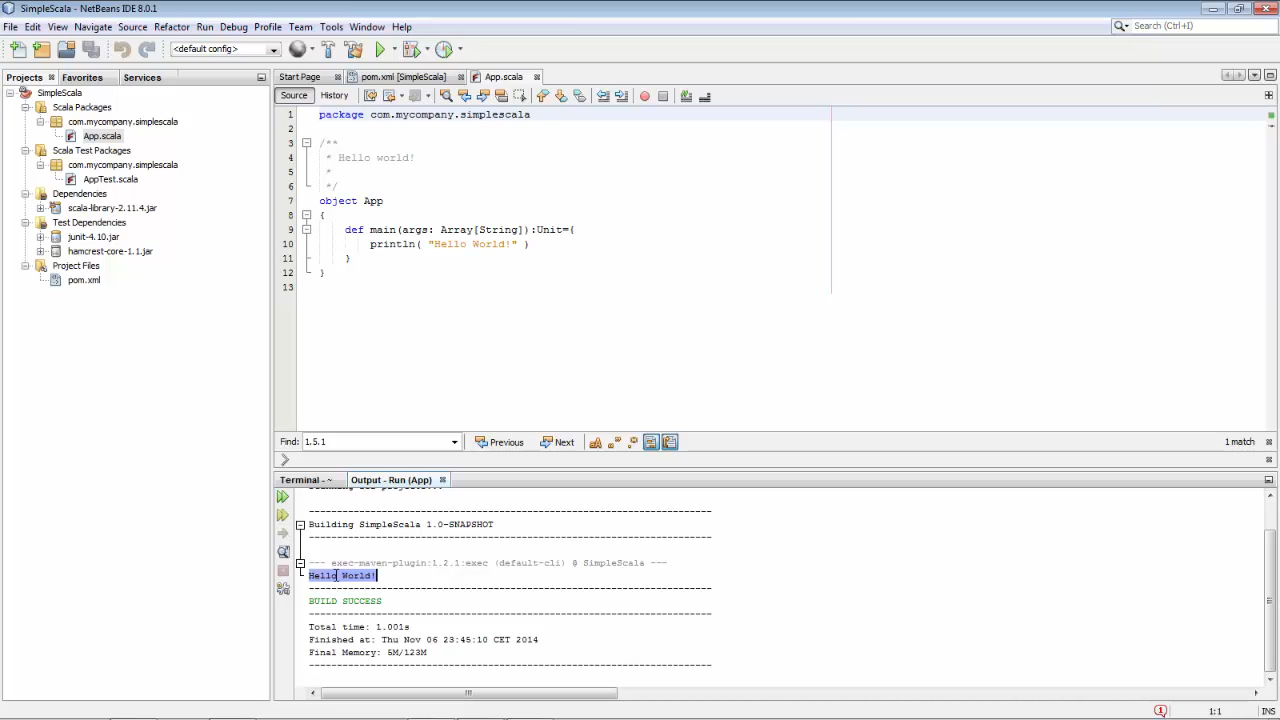 SimpleScala - NetBeans IDE 8.0.1
File Edit View Navigate Source Refactor Run Debug Profile Team Tools Window Help
Search (Ctrl+I)
<default config>
Projects Favorites Services
SimpleScala
Scala Packages
com.mycompany.simplescala
App.scala
Scala Test Packages
com.mycompany.simplescala
AppTest.scala
Dependencies
scala-library-2.11.4.jar
Test Dependencies
junit-4.10.jar
hamcrest-core-1.1.jar
Project Files
pom.xml
Start Page pom.xml [SimpleScala] App.scala
Source History
1 package com.mycompany.simplescala
2
3 /**
4 * Hello world!
5 *
6 */
7 object App
8 {
9 def main(args: Array[String]):Unit={
10 println( "Hello World!" )
11 }
12 }
13
Find: 1.5.1 Previous Next 1 match
Terminal - ~ Output - Run (App)
------------------------------------------------------------------------
Building SimpleScala 1.0-SNAPSHOT
------------------------------------------------------------------------
--- exec-maven-plugin:1.2.1:exec (default-cli) @ SimpleScala ---
Hello World!
------------------------------------------------------------------------
BUILD SUCCESS
------------------------------------------------------------------------
Total time: 1.001s
Finished at: Thu Nov 06 23:45:10 CET 2014
Final Memory: 5M/123M
------------------------------------------------------------------------
1:1 INS